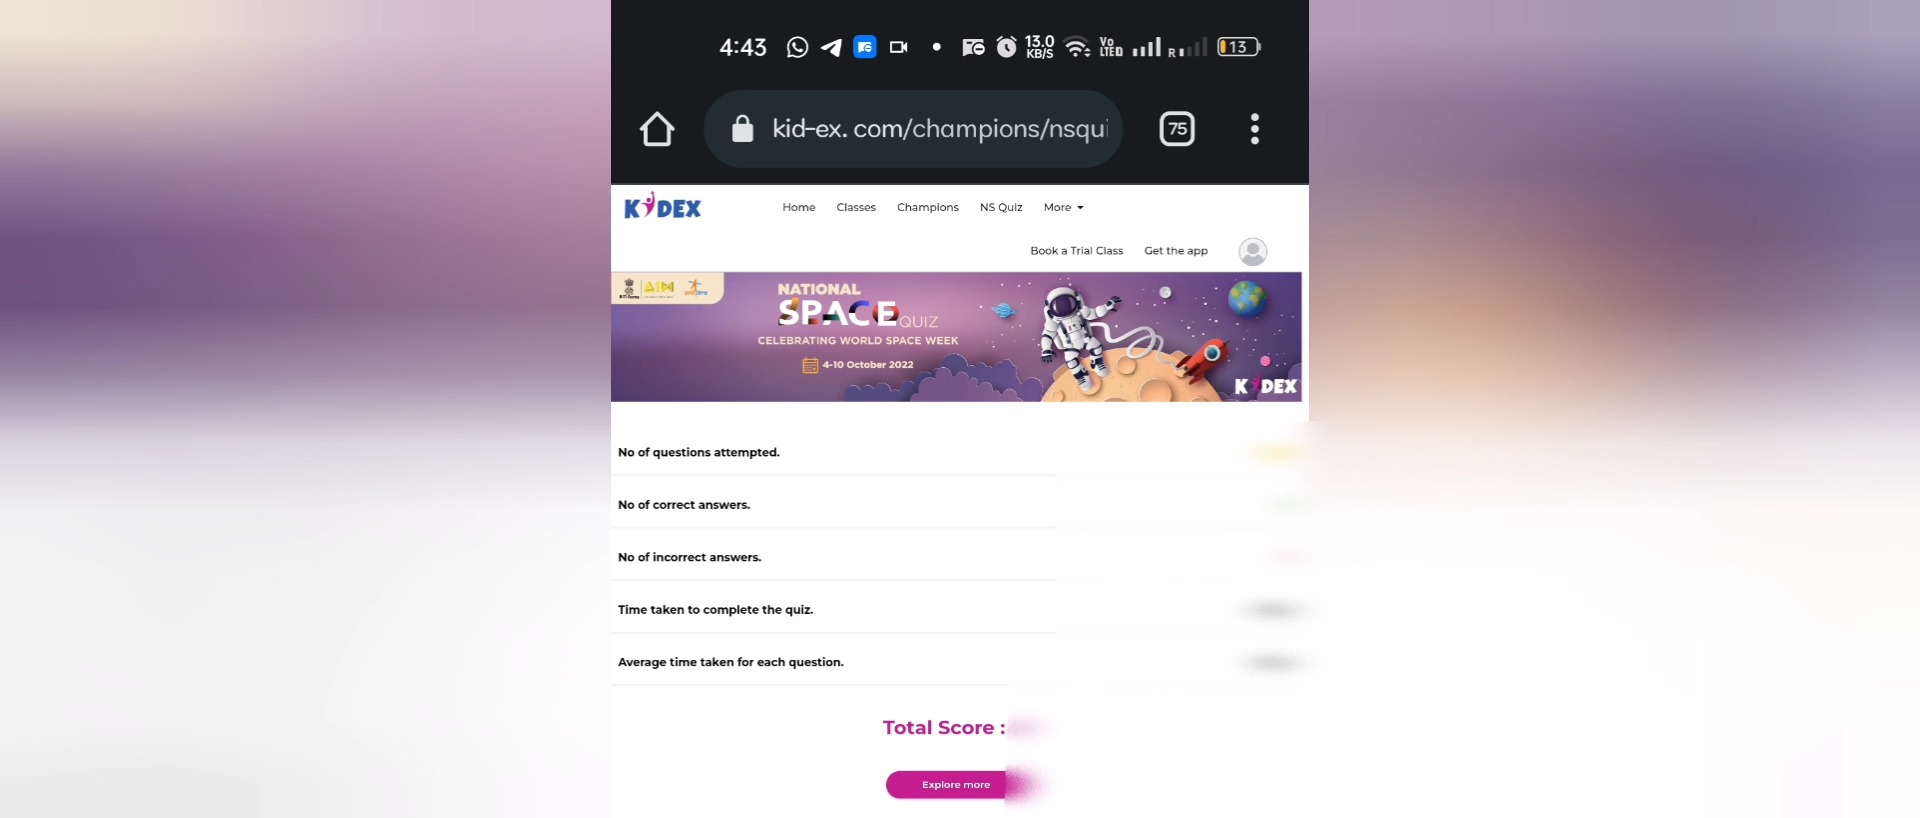 4:43 13.0 KB/S Vo LTED R 13
kid-ex. com/champions/nsqui
75
KIDEX
Home Classes Champions NS Quiz More
Book a Trial Class Get the app
AIM
NATIONAL
SPACE QUIZ
CELEBRATING WORLD SPACE WEEK
4-10 October 2022
KIDEX
No of questions attempted.
No of correct answers.
No of incorrect answers.
Time taken to complete the quiz.
Average time taken for each question.
Total Score :
Explore more